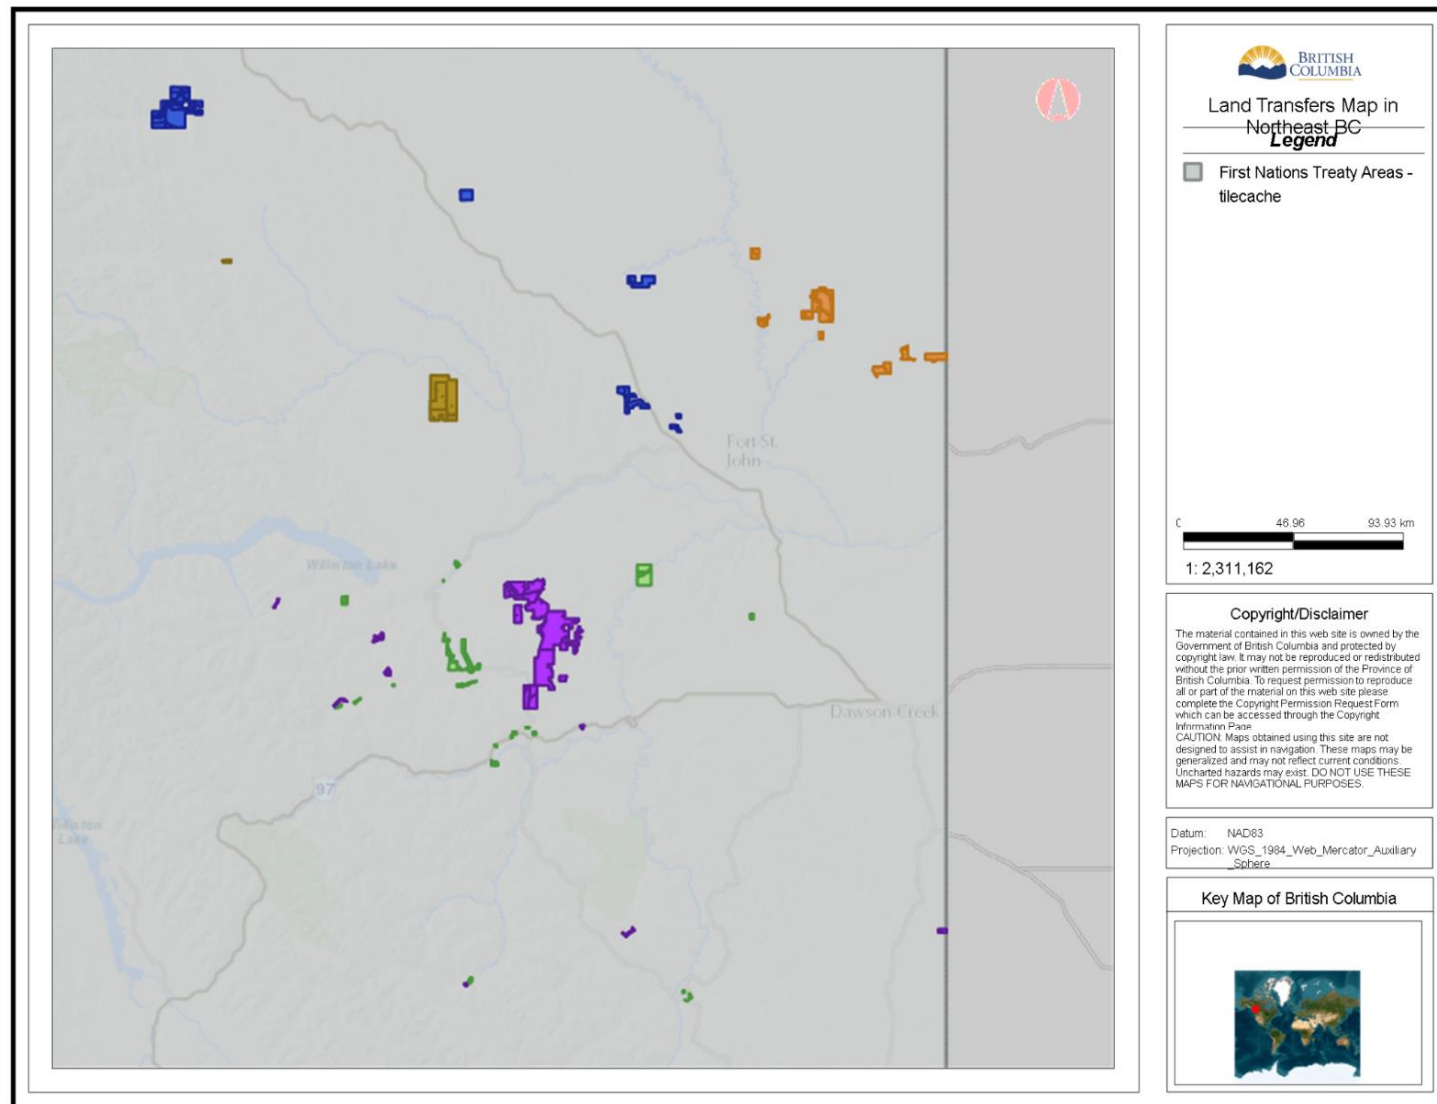 BRITISH
COLUMBIA
Land Transfers Map in
Northeast BC
Legend
First Nations Treaty Areas -
tilecache
Fort St.
John
Williston Lake
Dawson Creek
97
Williston
Lake
0 46.96 93.93 km
1: 2,311,162
Copyright/Disclaimer
The material contained in this web site is owned by the
Government of British Columbia and protected by
copyright law. It may not be reproduced or redistributed
without the prior written permission of the Province of
British Columbia. To request permission to reproduce
all or part of the material on this web site please
complete the Copyright Permission Request Form
which can be accessed through the Copyright
Information Page.
CAUTION: Maps obtained using this site are not
designed to assist in navigation. These maps may be
generalized and may not reflect current conditions.
Uncharted hazards may exist. DO NOT USE THESE
MAPS FOR NAVIGATIONAL PURPOSES.
Datum: NAD83
Projection: WGS_1984_Web_Mercator_Auxiliary
_Sphere
Key Map of British Columbia